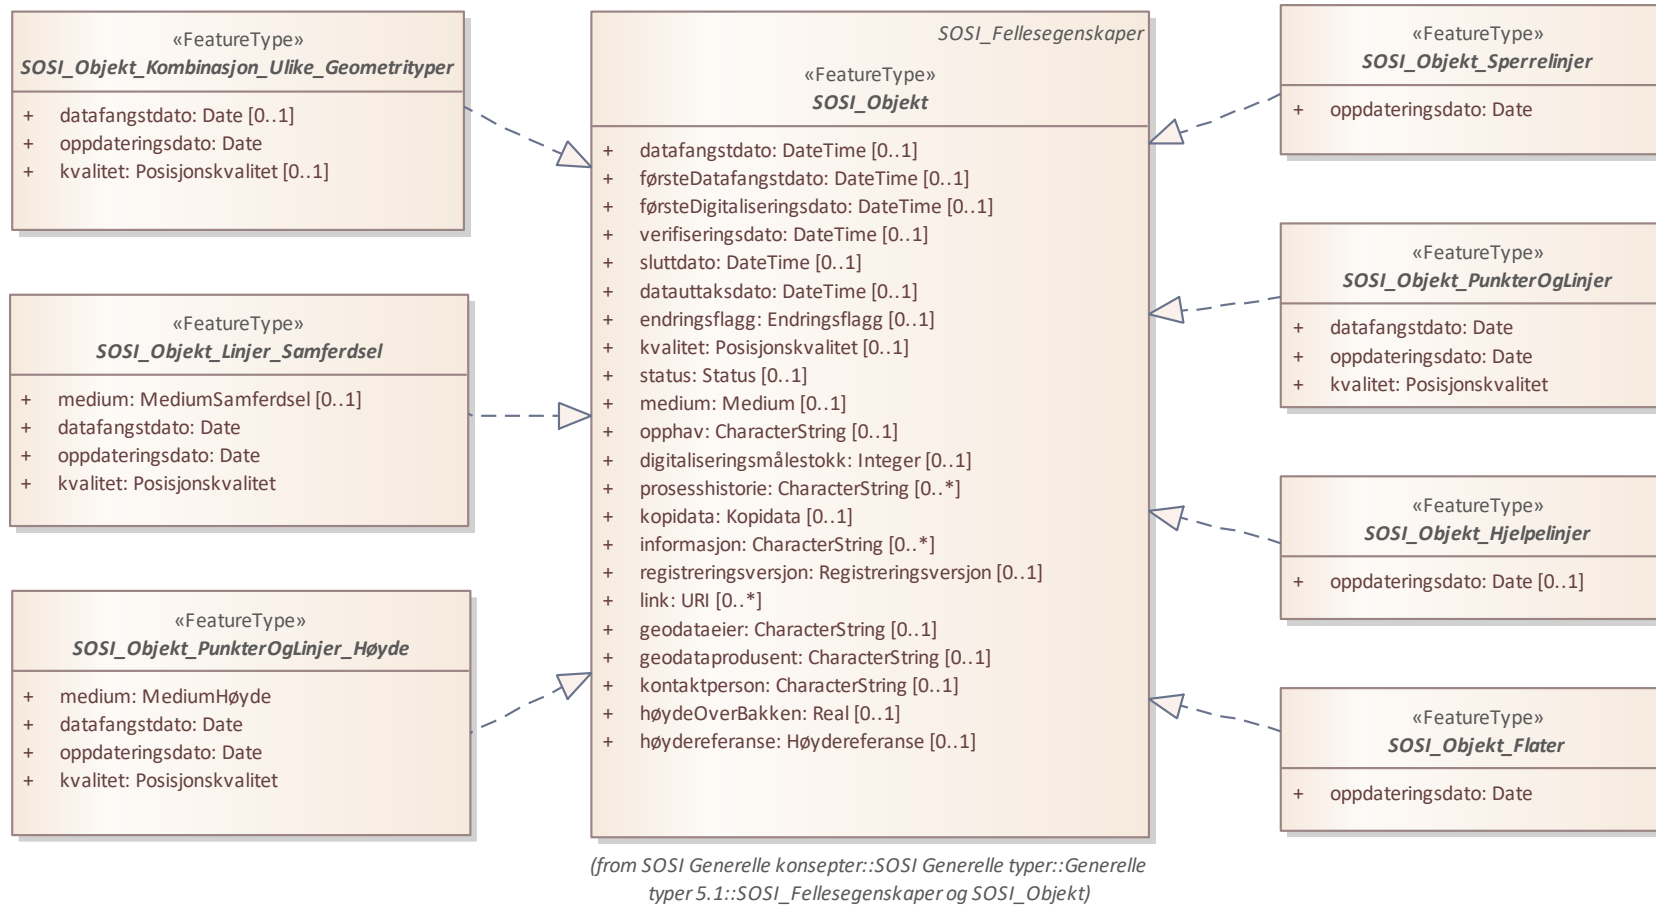 «FeatureType»
SOSI_Objekt_Kombinasjon_Ulike_Geometrityper
+ datafangstdato: Date [0..1]
+ oppdateringsdato: Date
+ kvalitet: Posisjonskvalitet [0..1]
«FeatureType»
SOSI_Objekt_Linjer_Samferdsel
+ medium: MediumSamferdsel [0..1]
+ datafangstdato: Date
+ oppdateringsdato: Date
+ kvalitet: Posisjonskvalitet
«FeatureType»
SOSI_Objekt_PunkterOgLinjer_Høyde
+ medium: MediumHøyde
+ datafangstdato: Date
+ oppdateringsdato: Date
+ kvalitet: Posisjonskvalitet
SOSI_Fellesegenskaper
«FeatureType»
SOSI_Objekt
+ datafangstdato: DateTime [0..1]
+ førsteDatafangstdato: DateTime [0..1]
+ førsteDigitaliseringsdato: DateTime [0..1]
+ verifiseringsdato: DateTime [0..1]
+ sluttdato: DateTime [0..1]
+ datauttaksdato: DateTime [0..1]
+ endringsflagg: Endringsflagg [0..1]
+ kvalitet: Posisjonskvalitet [0..1]
+ status: Status [0..1]
+ medium: Medium [0..1]
+ opphav: CharacterString [0..1]
+ digitaliseringsmålestokk: Integer [0..1]
+ prosesshistorie: CharacterString [0..*]
+ kopidata: Kopidata [0..1]
+ informasjon: CharacterString [0..*]
+ registreringsversjon: Registreringsversjon [0..1]
+ link: URI [0..*]
+ geodataeier: CharacterString [0..1]
+ geodataprodusent: CharacterString [0..1]
+ kontaktperson: CharacterString [0..1]
+ høydeOverBakken: Real [0..1]
+ høydereferanse: Høydereferanse [0..1]
(from SOSI Generelle konsepter::SOSI Generelle typer::Generelle
typer 5.1::SOSI_Fellesegenskaper og SOSI_Objekt)
«FeatureType»
SOSI_Objekt_Sperrelinjer
+ oppdateringsdato: Date
«FeatureType»
SOSI_Objekt_PunkterOgLinjer
+ datafangstdato: Date
+ oppdateringsdato: Date
+ kvalitet: Posisjonskvalitet
«FeatureType»
SOSI_Objekt_Hjelpelinjer
+ oppdateringsdato: Date [0..1]
«FeatureType»
SOSI_Objekt_Flater
+ oppdateringsdato: Date